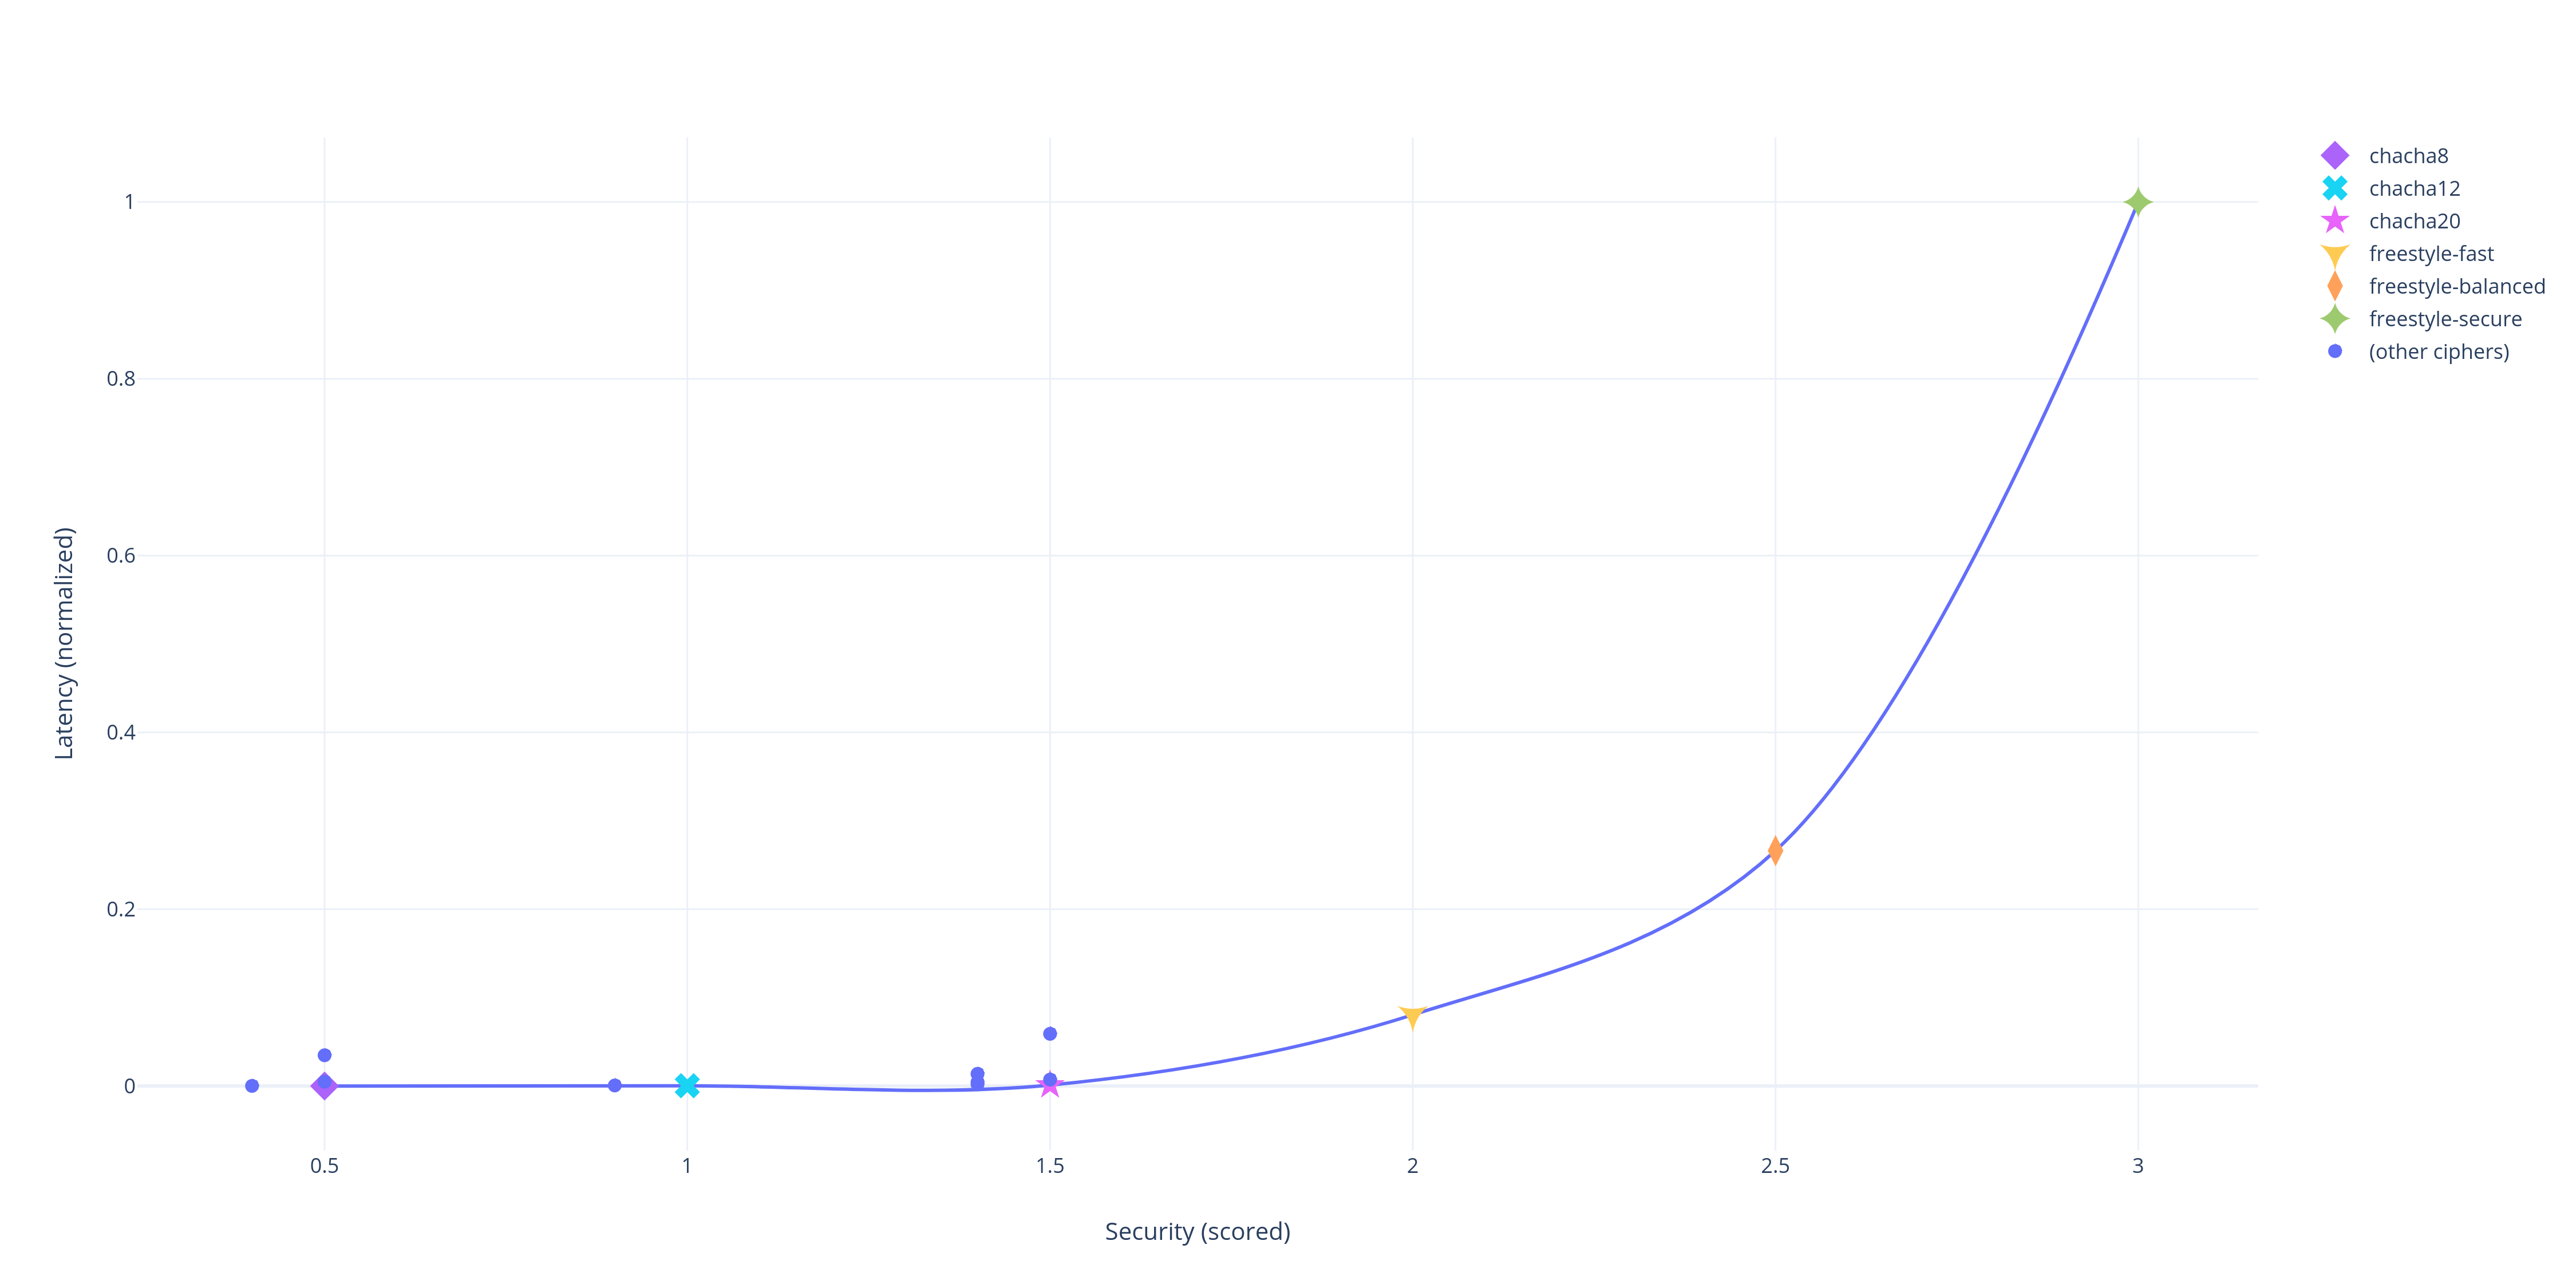 chacha8
chacha12
chacha20
freestyle-fast
freestyle-balanced
freestyle-secure
(other ciphers)
1
0.8
0.6
0.4
0.2
0
Latency (normalized)
0.5 1 1.5 2 2.5 3
Security (scored)